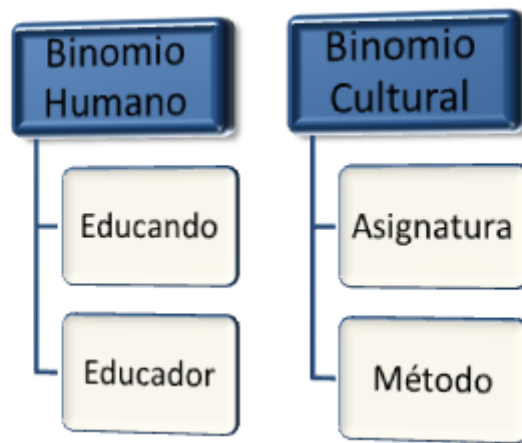 Binomio
Humano
Educando
Educador
Binomio
Cultural
Asignatura
Método